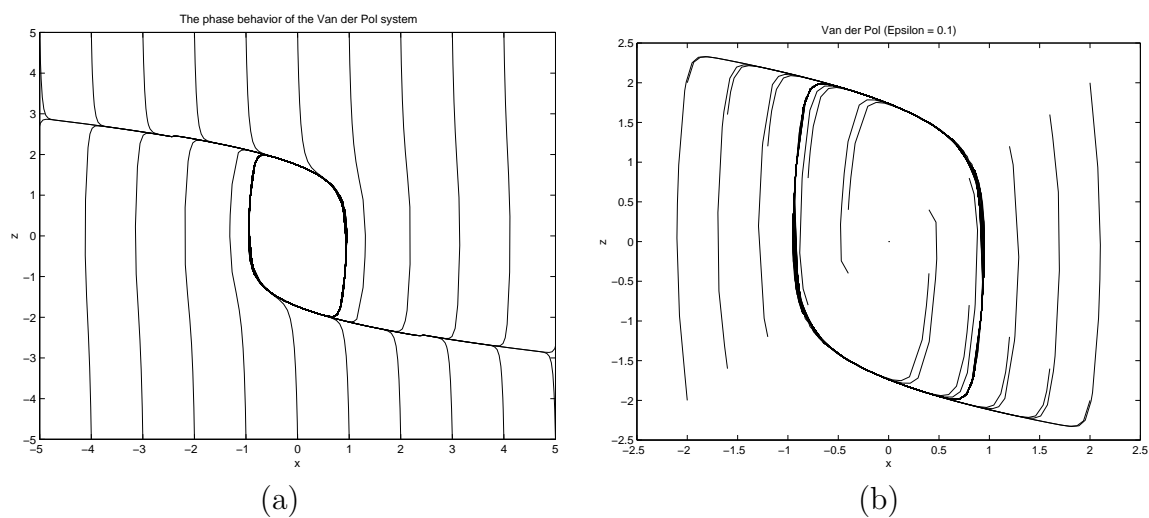 The phase behavior of the Van der Pol system
5
4
3
2
1
0
−1
−2
−3
−4
−5
z
−5 −4 −3 −2 −1 0 1 2 3 4 5
x
(a)
Van der Pol (Epsilon = 0.1)
2.5
2
1.5
1
0.5
0
−0.5
−1
−1.5
−2
−2.5
z
−2.5 −2 −1.5 −1 −0.5 0 0.5 1 1.5 2 2.5
x
(b)